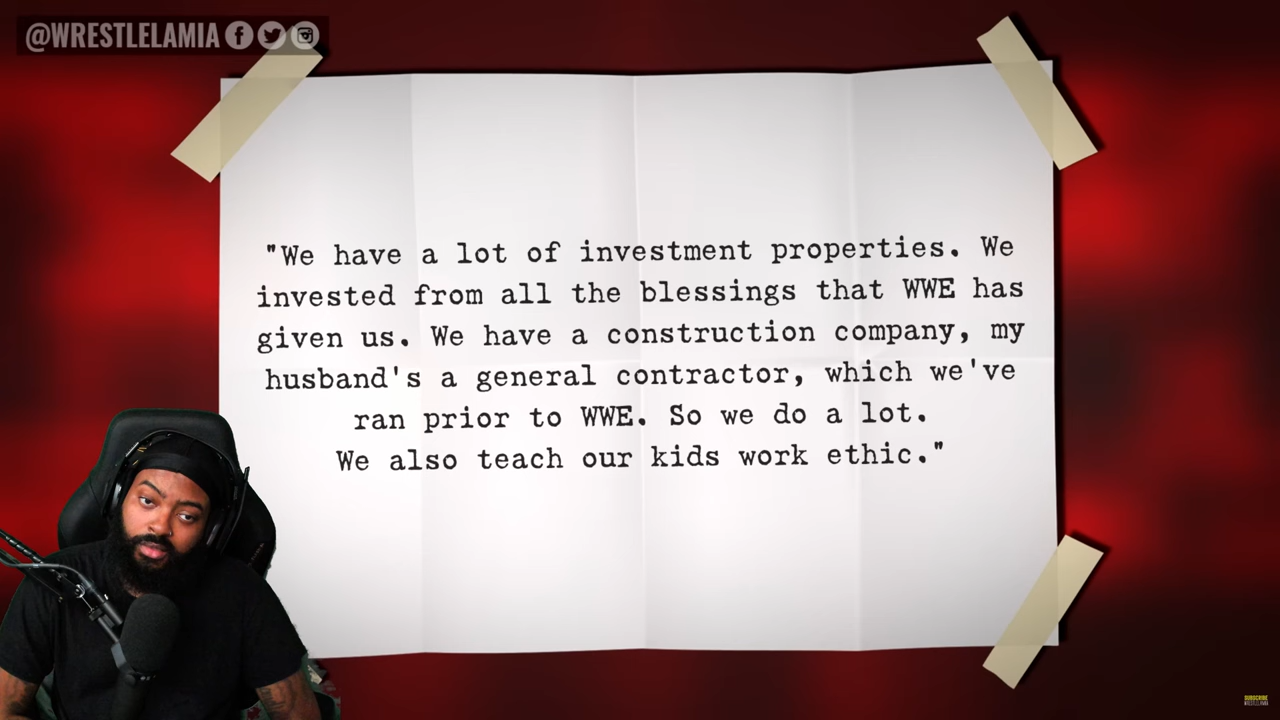 @WRESTLELAMIA
"We have a lot of investment properties. We
invested from all the blessings that WWE has
given us. We have a construction company, my
husband's a general contractor, which we've
ran prior to WWE. So we do a lot.
We also teach our kids work ethic."
SUBSCRIBE
WRESTLELAMIA